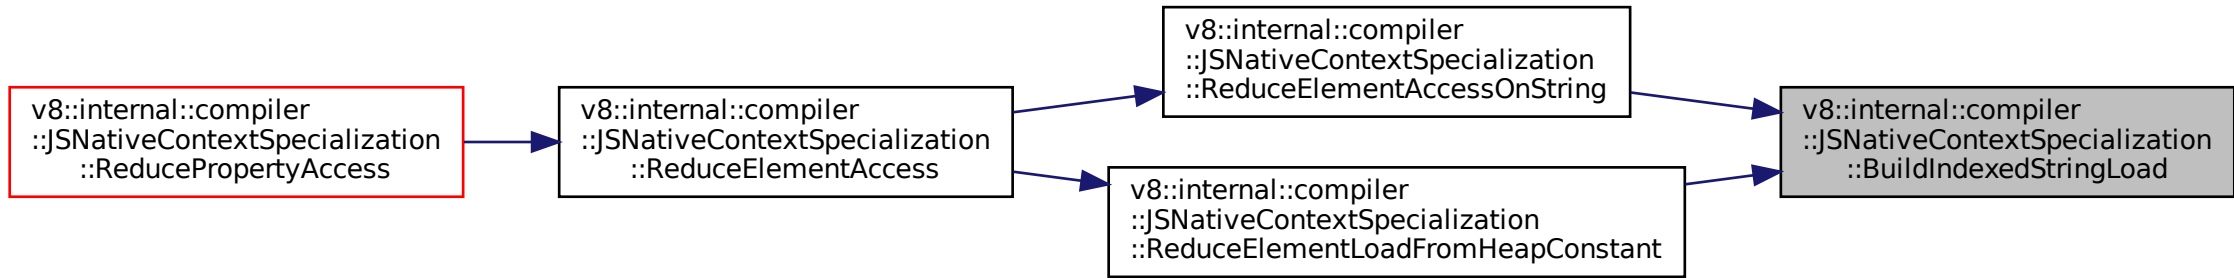 v8::internal::compiler
::JSNativeContextSpecialization
::ReducePropertyAccess
v8::internal::compiler
::JSNativeContextSpecialization
::ReduceElementAccess
v8::internal::compiler
::JSNativeContextSpecialization
::ReduceElementAccessOnString
v8::internal::compiler
::JSNativeContextSpecialization
::ReduceElementLoadFromHeapConstant
v8::internal::compiler
::JSNativeContextSpecialization
::BuildIndexedStringLoad